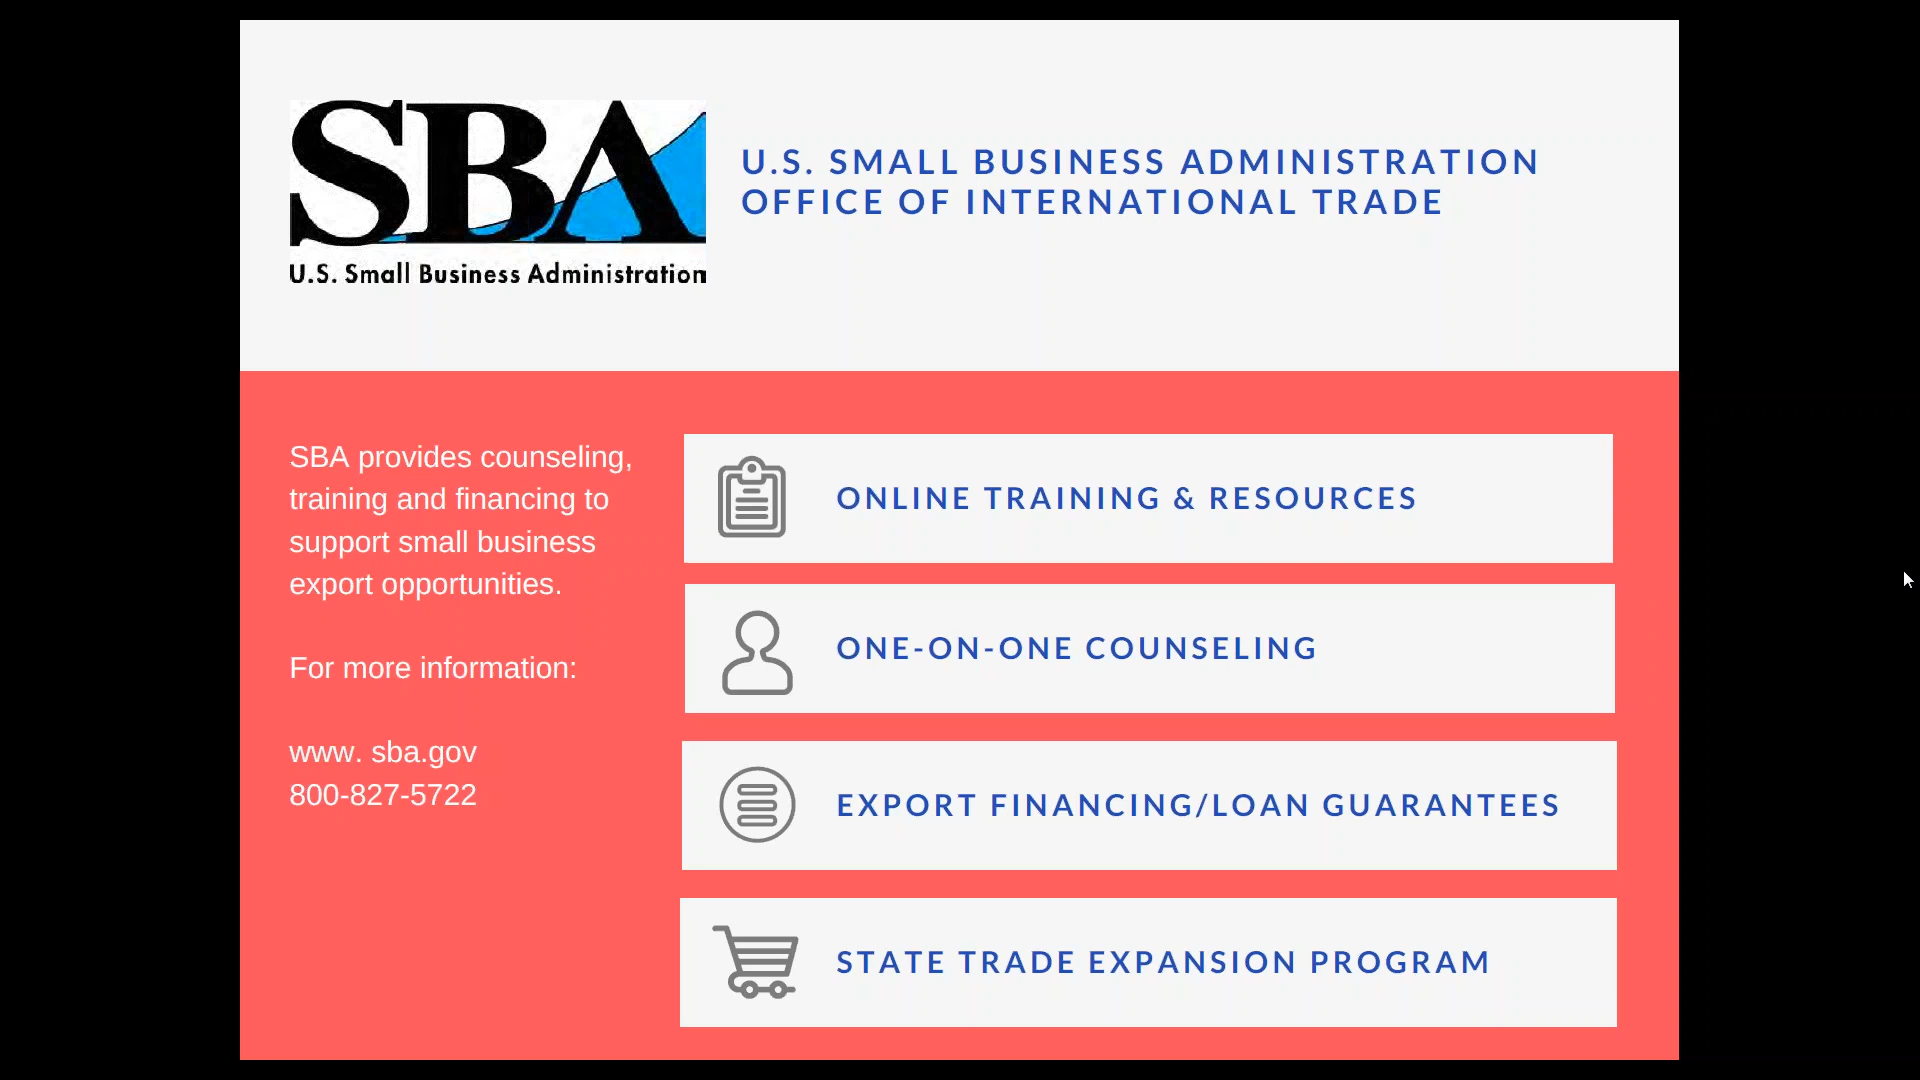 SBA
U.S. Small Business Administration
U.S. SMALL BUSINESS ADMINISTRATION
OFFICE OF INTERNATIONAL TRADE
SBA provides counseling,
training and financing to
support small business
export opportunities.
For more information:
www. sba.gov
800-827-5722
ONLINE TRAINING & RESOURCES
ONE-ON-ONE COUNSELING
EXPORT FINANCING/LOAN GUARANTEES
STATE TRADE EXPANSION PROGRAM